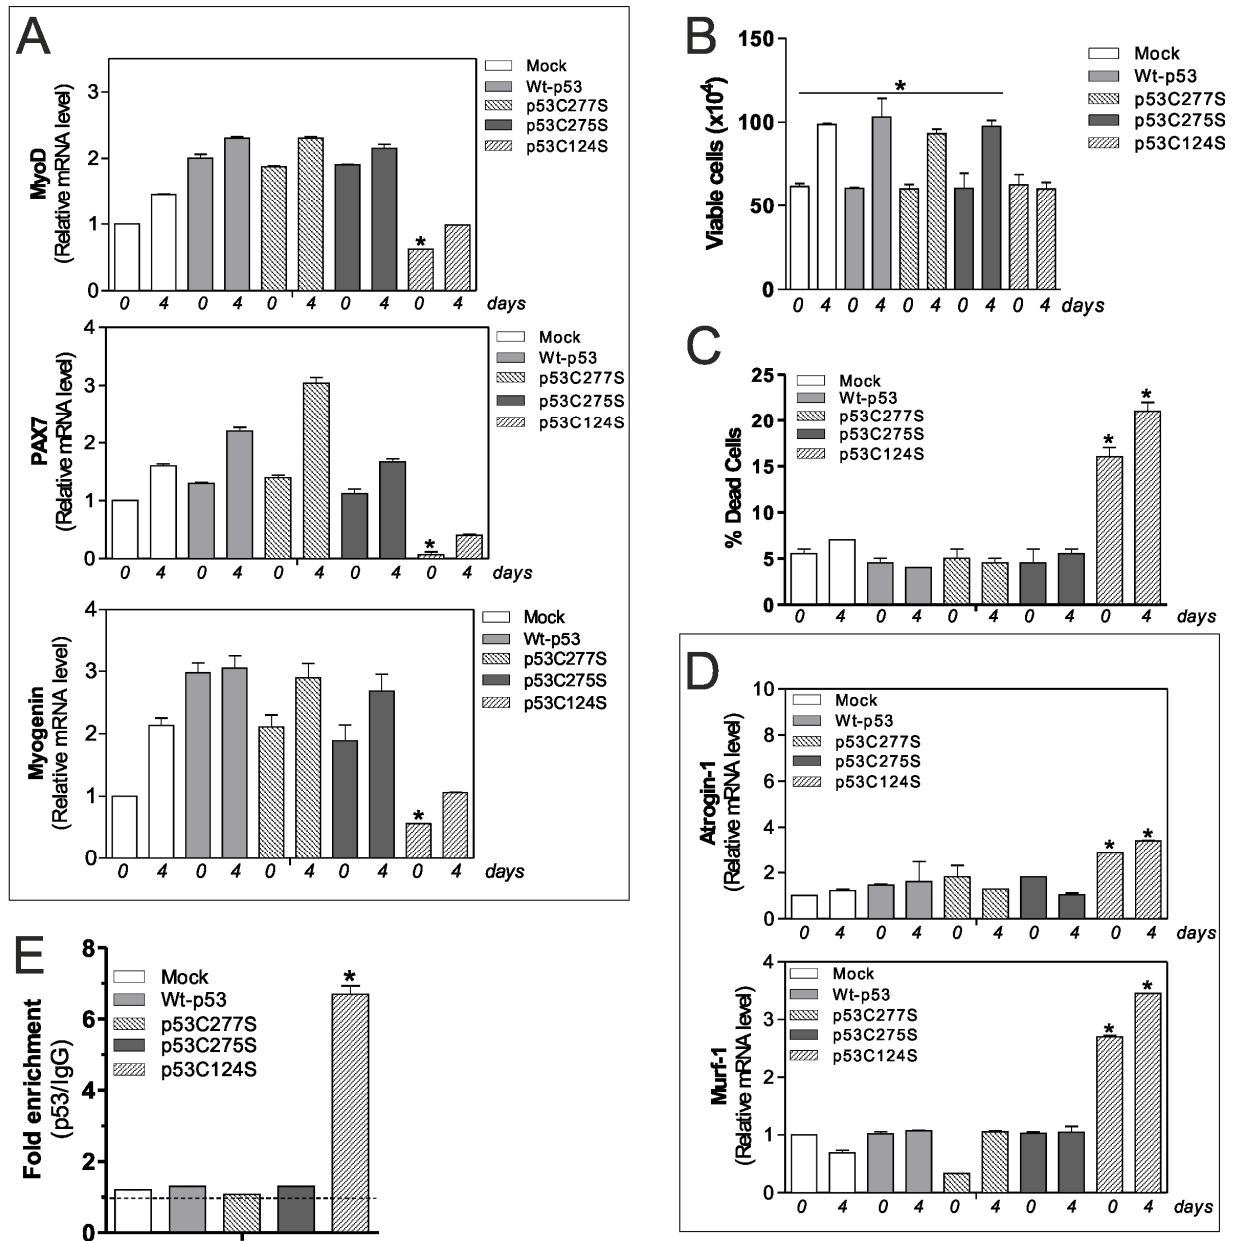 A
MyoD
(Relative mRNA level)
3
2
1
0
0 4 0 4 0 4 0 4 0 4 days
Mock
Wt-p53
p53C277S
p53C275S
p53C124S
*
PAX7
(Relative mRNA level)
4
3
2
1
0
0 4 0 4 0 4 0 4 0 4 days
Mock
Wt-p53
p53C277S
p53C275S
p53C124S
*
Myogenin
(Relative mRNA level)
4
3
2
1
0
0 4 0 4 0 4 0 4 0 4 days
Mock
Wt-p53
p53C277S
p53C275S
p53C124S
*
B
Viable cells (x10⁴)
150
100
50
0
0 4 0 4 0 4 0 4 0 4 days
Mock
Wt-p53
p53C277S
p53C275S
p53C124S
*
C
% Dead Cells
25
20
15
10
5
0
0 4 0 4 0 4 0 4 0 4 days
Mock
Wt-p53
p53C277S
p53C275S
p53C124S
* *
D
Atrogin-1
(Relative mRNA level)
10
8
6
4
2
0
0 4 0 4 0 4 0 4 0 4 days
Mock
Wt-p53
p53C277S
p53C275S
p53C124S
* *
Murf-1
(Relative mRNA level)
4
3
2
1
0
0 4 0 4 0 4 0 4 0 4 days
Mock
Wt-p53
p53C277S
p53C275S
p53C124S
* *
E
Fold enrichment
(p53/IgG)
8
6
4
2
0
Mock
Wt-p53
p53C277S
p53C275S
p53C124S
*